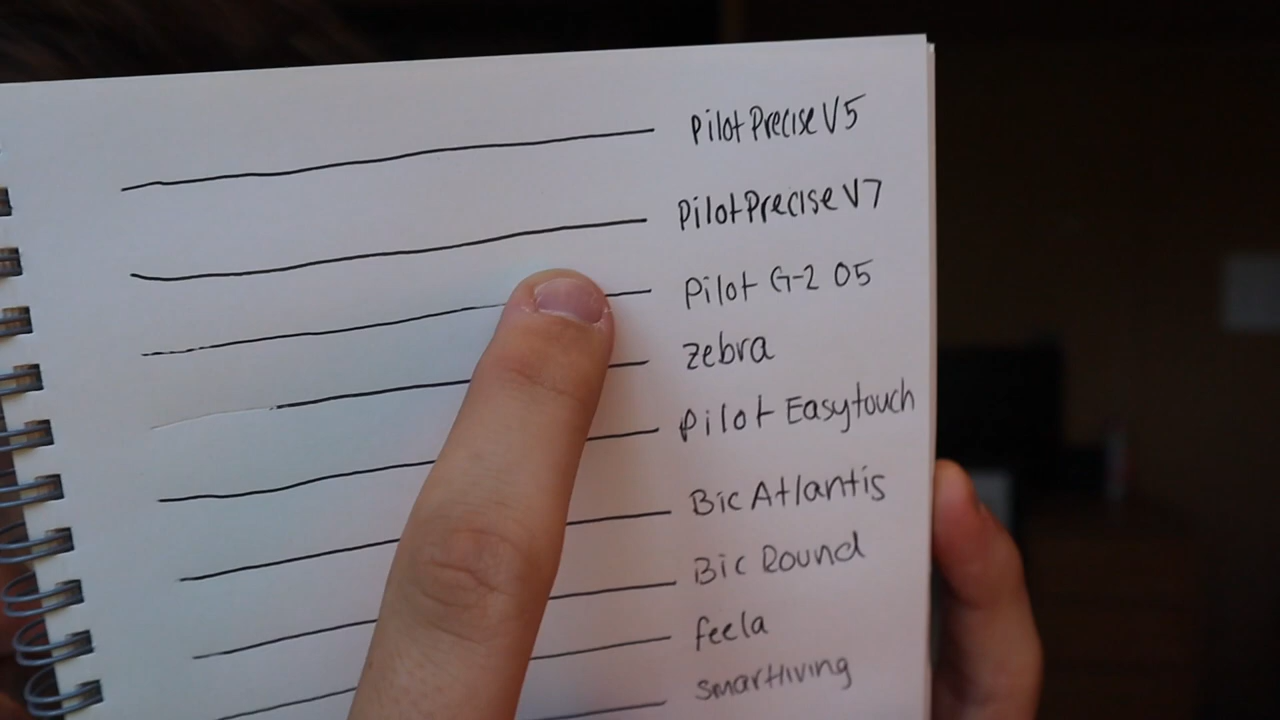 Pilot Precise V5
Pilot Precise V7
Pilot G-2 05
Zebra
Pilot Easytouch
Bic Atlantis
Bic Round
feela
smartliving